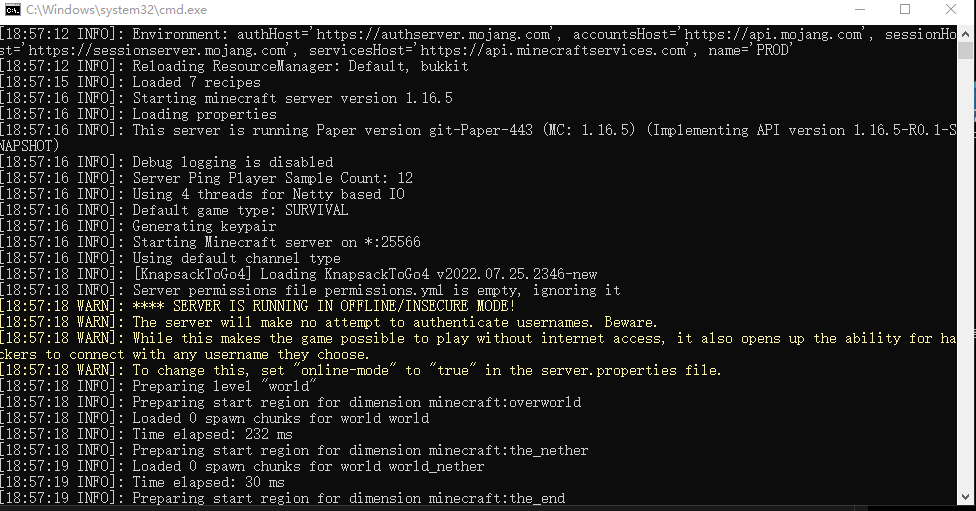 C:\Windows\system32\cmd.exe
[18:57:12 INFO]: Environment: authHost='https://authserver.mojang.com', accountsHost='https://api.mojang.com', sessionHo
st='https://sessionserver.mojang.com', servicesHost='https://api.minecraftservices.com', name='PROD'
[18:57:12 INFO]: Reloading ResourceManager: Default, bukkit
[18:57:15 INFO]: Loaded 7 recipes
[18:57:16 INFO]: Starting minecraft server version 1.16.5
[18:57:16 INFO]: Loading properties
[18:57:16 INFO]: This server is running Paper version git-Paper-443 (MC: 1.16.5) (Implementing API version 1.16.5-R0.1-S
NAPSHOT)
[18:57:16 INFO]: Debug logging is disabled
[18:57:16 INFO]: Server Ping Player Sample Count: 12
[18:57:16 INFO]: Using 4 threads for Netty based IO
[18:57:16 INFO]: Default game type: SURVIVAL
[18:57:16 INFO]: Generating keypair
[18:57:16 INFO]: Starting Minecraft server on *:25566
[18:57:16 INFO]: Using default channel type
[18:57:18 INFO]: [KnapsackToGo4] Loading KnapsackToGo4 v2022.07.25.2346-new
[18:57:18 INFO]: Server permissions file permissions.yml is empty, ignoring it
[18:57:18 WARN]: **** SERVER IS RUNNING IN OFFLINE/INSECURE MODE!
[18:57:18 WARN]: The server will make no attempt to authenticate usernames. Beware.
[18:57:18 WARN]: While this makes the game possible to play without internet access, it also opens up the ability for ha
ckers to connect with any username they choose.
[18:57:18 WARN]: To change this, set "online-mode" to "true" in the server.properties file.
[18:57:18 INFO]: Preparing level "world"
[18:57:18 INFO]: Preparing start region for dimension minecraft:overworld
[18:57:18 INFO]: Loaded 0 spawn chunks for world world
[18:57:18 INFO]: Time elapsed: 232 ms
[18:57:18 INFO]: Preparing start region for dimension minecraft:the_nether
[18:57:19 INFO]: Loaded 0 spawn chunks for world world_nether
[18:57:19 INFO]: Time elapsed: 30 ms
[18:57:19 INFO]: Preparing start region for dimension minecraft:the_end